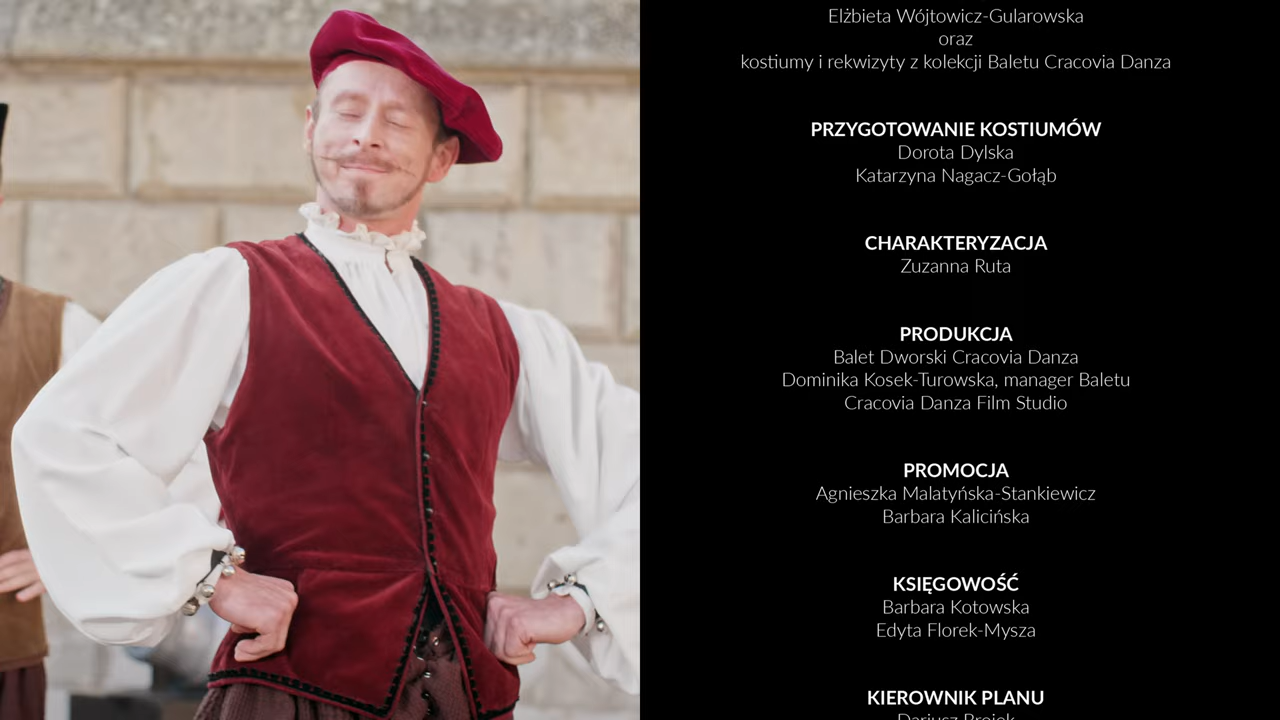 Elżbieta Wójtowicz-Gularowska
oraz
kostiumy i rekwizyty z kolekcji Baletu Cracovia Danza
PRZYGOTOWANIE KOSTIUMÓW
Dorota Dylska
Katarzyna Nagacz-Gołąb
CHARAKTERYZACJA
Zuzanna Ruta
PRODUKCJA
Balet Dworski Cracovia Danza
Dominika Kosek-Turowska, manager Baletu
Cracovia Danza Film Studio
PROMOCJA
Agnieszka Malatyńska-Stankiewicz
Barbara Kalicińska
KSIĘGOWOŚĆ
Barbara Kotowska
Edyta Florek-Mysza
KIEROWNIK PLANU
Dariusz Brojek